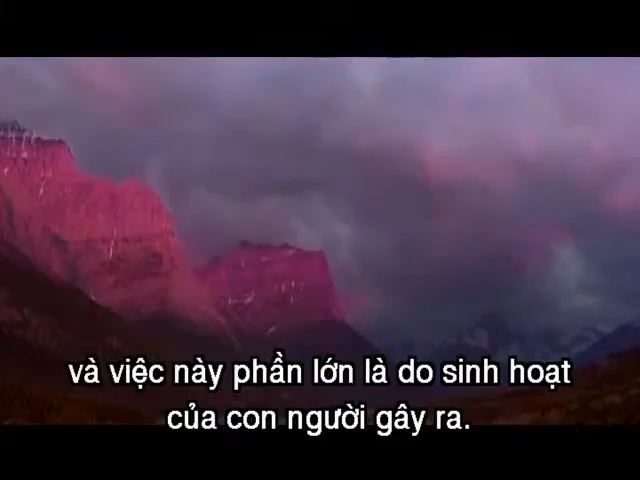 và việc này phần lớn là do sinh hoạt
của con người gây ra.